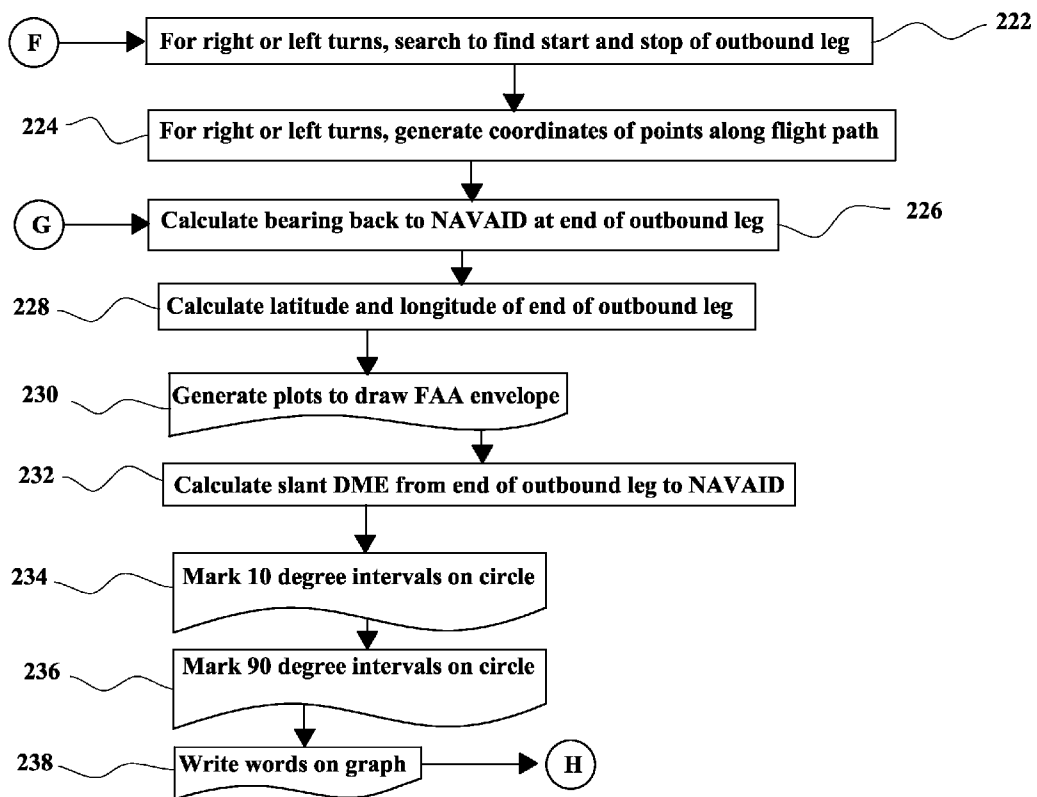 222
F
For right or left turns, search to find start and stop of outbound leg
224
For right or left turns, generate coordinates of points along flight path
G
Calculate bearing back to NAVAID at end of outbound leg
226
228
Calculate latitude and longitude of end of outbound leg
230
Generate plots to draw FAA envelope
232
Calculate slant DME from end of outbound leg to NAVAID
234
Mark 10 degree intervals on circle
236
Mark 90 degree intervals on circle
238
Write words on graph
H